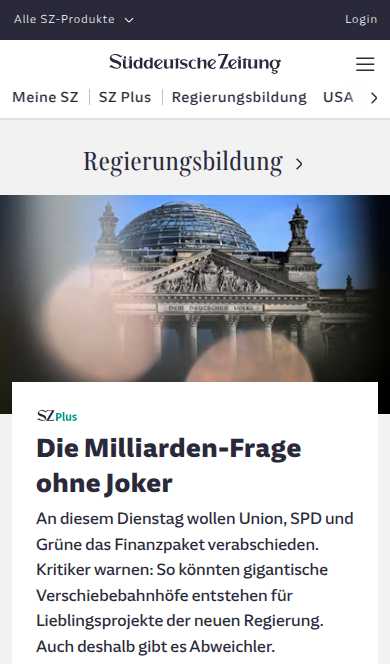 Alle SZ-Produkte Login
Süddeutsche Zeitung
Meine SZ SZ Plus Regierungsbildung USA
Regierungsbildung
DEM DEUTSCHEN VOLKE
SZ Plus
Die Milliarden-Frage
ohne Joker
An diesem Dienstag wollen Union, SPD und
Grüne das Finanzpaket verabschieden.
Kritiker warnen: So könnten gigantische
Verschiebebahnhöfe entstehen für
Lieblingsprojekte der neuen Regierung.
Auch deshalb gibt es Abweichler.